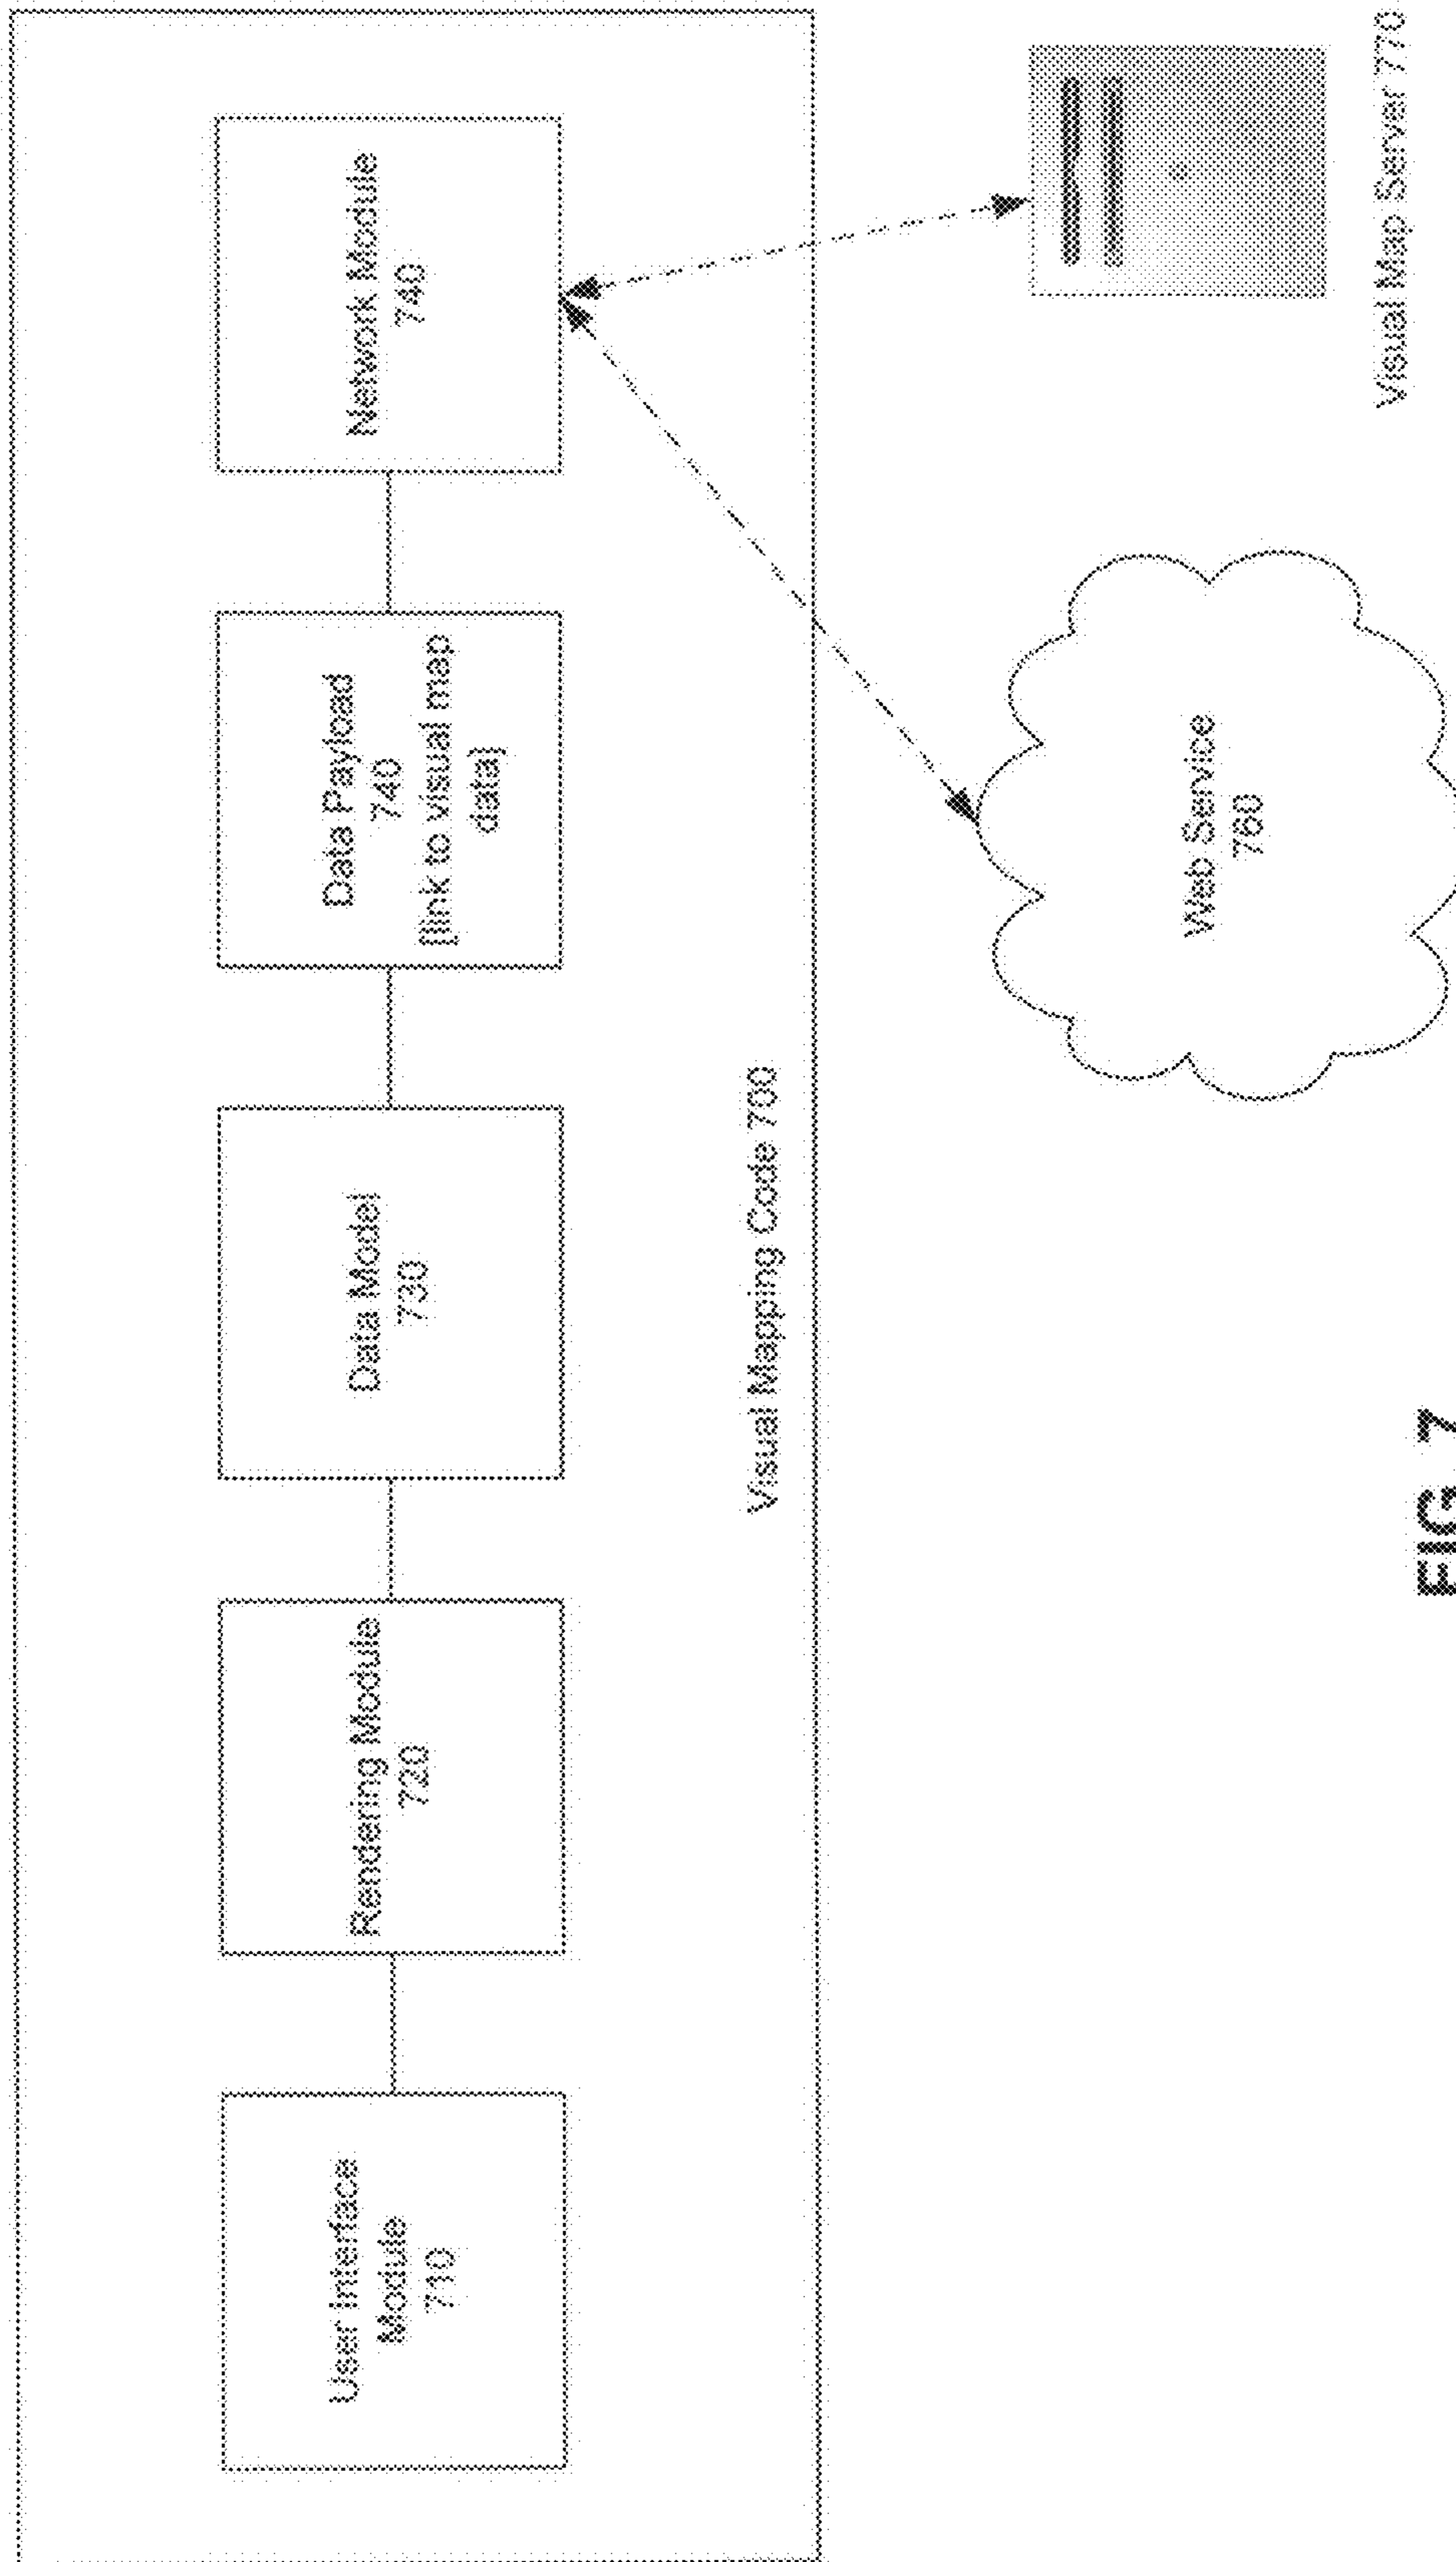 User Interface
Module
710
Rendering Module
720
Data Model
730
Data Payload
740
[link to visual map
data]
Network Module
740
Visual Mapping Code 700
Web Service
760
Visual Map Server 770
FIG. 7